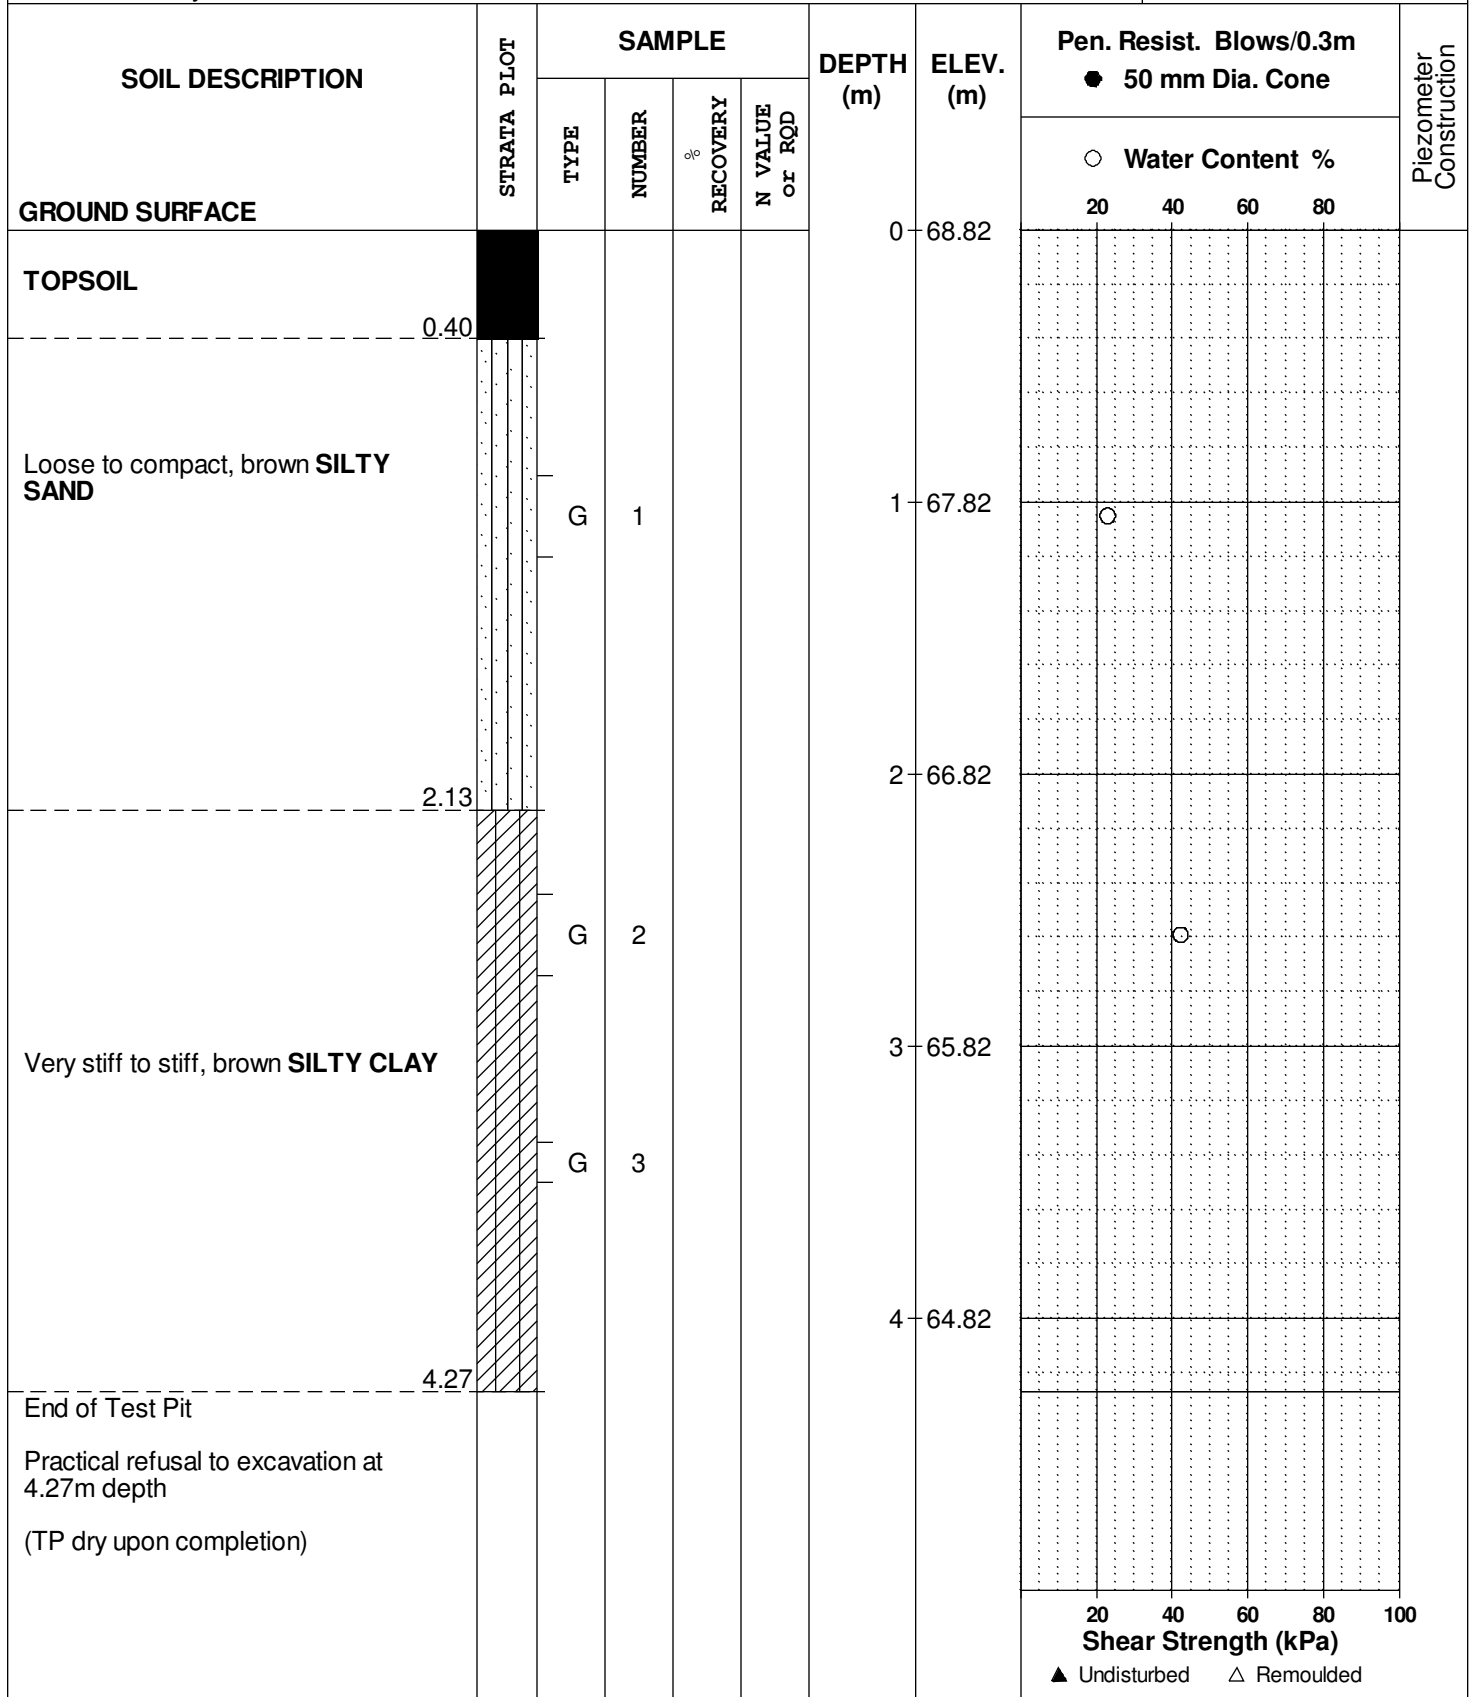 SOIL DESCRIPTION
GROUND SURFACE
STRATA PLOT
SAMPLE
TYPE
NUMBER
%
RECOVERY
N VALUE
or RQD
DEPTH
(m)
ELEV.
(m)
Pen. Resist. Blows/0.3m
● 50 mm Dia. Cone
○ Water Content %
20 40 60 80
Piezometer
Construction
0 68.82
TOPSOIL
0.40
Loose to compact, brown SILTY
SAND
G 1
1 67.82
2 66.82
2.13
G 2
3 65.82
Very stiff to stiff, brown SILTY CLAY
G 3
4 64.82
4.27
End of Test Pit
Practical refusal to excavation at
4.27m depth
(TP dry upon completion)
20 40 60 80 100
Shear Strength (kPa)
▲ Undisturbed △ Remoulded